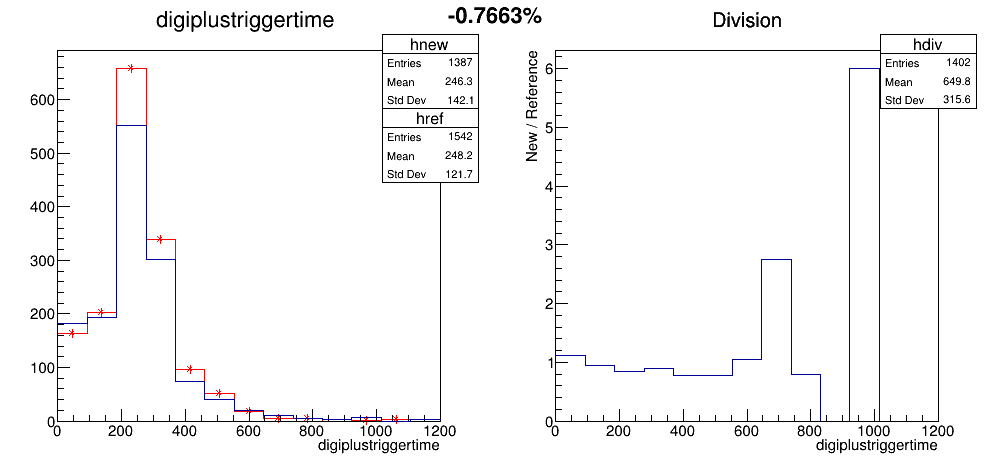 digiplustriggertime
-0.7663%
Division
hnew
Entries 1387
Mean 246.3
Std Dev 142.1
href
Entries 1542
Mean 248.2
Std Dev 121.7
600
500
400
300
200
100
0
0 200 400 600 800 1000 1200
digiplustriggertime
hdiv
Entries 1402
Mean 649.8
Std Dev 315.6
New / Reference
6
5
4
3
2
1
0
0 200 400 600 800 1000 1200
digiplustriggertime